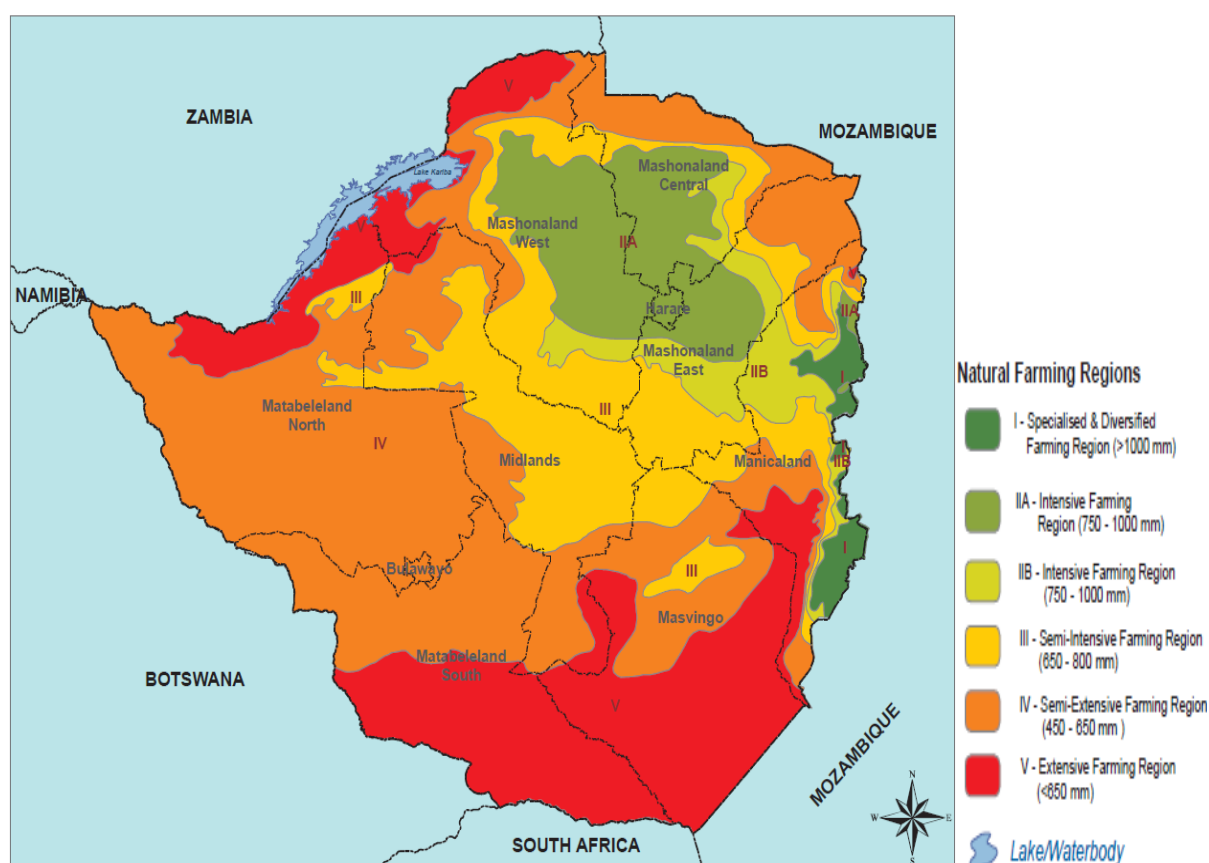 ZAMBIA
MOZAMBIQUE
V
Lake Kariba
Mashonaland
Central
V
Mashonaland
West
IIA
V
NAMIBIA
III
Harare
IIA
Mashonaland
East
IIB
I
Matabeleland
North
III
IV
Midlands
Manicaland
I
IIB
I
Bulawayo
III
Masvingo
Matabeleland
South
BOTSWANA
V
MOZAMBIQUE
SOUTH AFRICA
N
W
E
S
Natural Farming Regions
I - Specialised & Diversified
Farming Region (>1000 mm)
IIA - Intensive Farming
Region (750 - 1000 mm)
IIB - Intensive Farming Region
(750 - 1000 mm)
III - Semi-Intensive Farming Region
(650 - 800 mm)
IV - Semi-Extensive Farming Region
(450 - 650 mm )
V - Extensive Farming Region
(<650 mm)
Lake/Waterbody